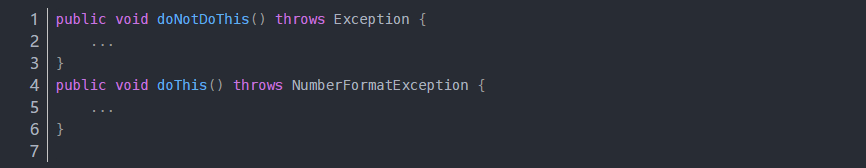 1 public void doNotDoThis() throws Exception {
2     ...
3 }
4 public void doThis() throws NumberFormatException {
5     ...
6 }
7